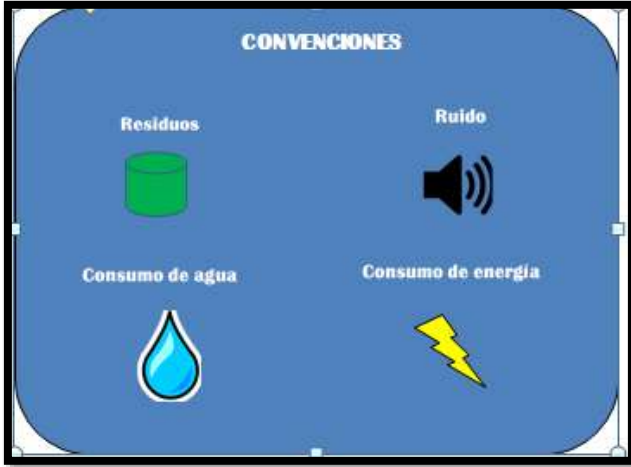 CONVENCIONES
Residuos
Ruido
Consumo de agua
Consumo de energía